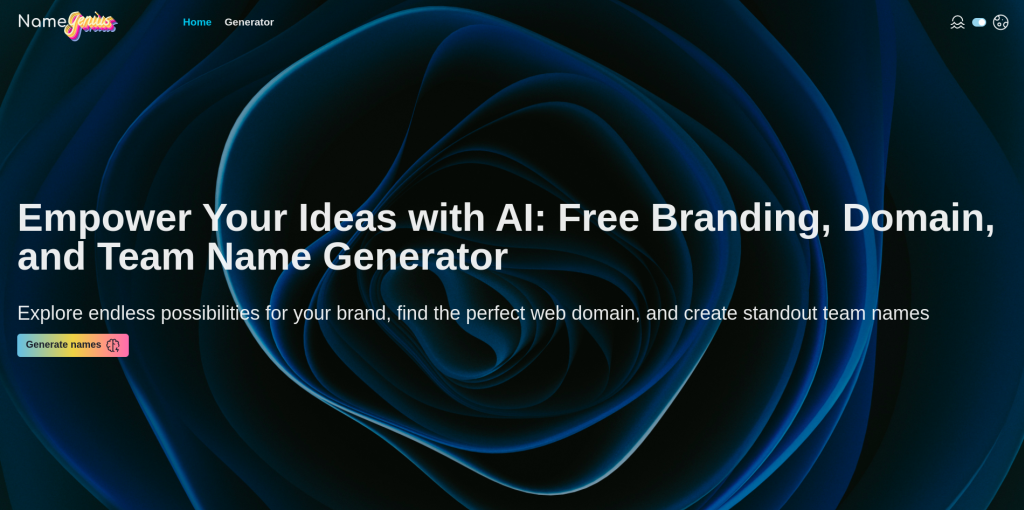 NameGenius
Home
Generator
Empower Your Ideas with AI: Free Branding, Domain,
and Team Name Generator
Explore endless possibilities for your brand, find the perfect web domain, and create standout team names
Generate names